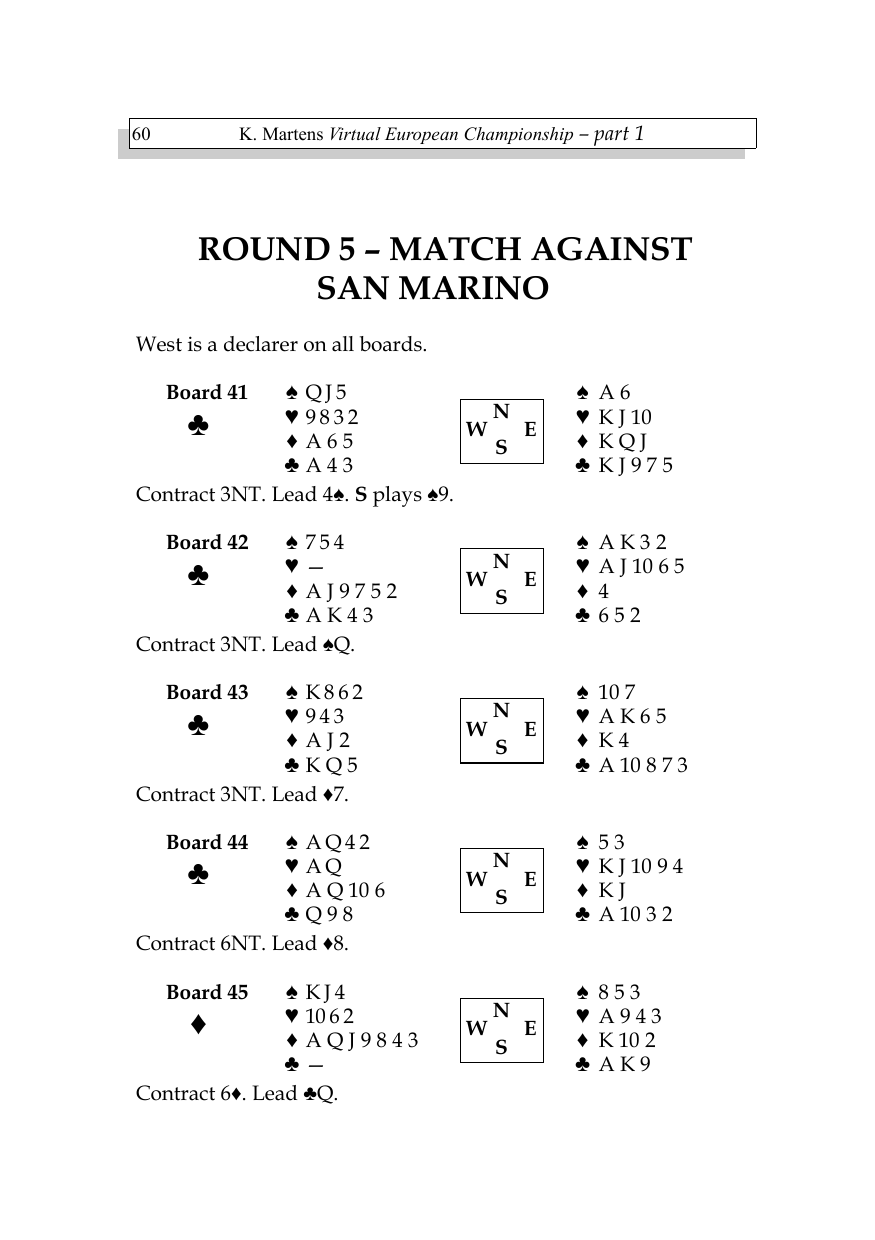 60 K. Martens Virtual European Championship – part 1
ROUND 5 – MATCH AGAINST
SAN MARINO
West is a declarer on all boards.
Board 41 ♠ Q J 5 N ♠ A 6
♣ ♥ 9 8 3 2 W E ♥ K J 10
♦ A 6 5 S ♦ K Q J
♣ A 4 3 ♣ K J 9 7 5
Contract 3NT. Lead 4♠. S plays ♠9.
Board 42 ♠ 7 5 4 N ♠ A K 3 2
♣ ♥ — W E ♥ A J 10 6 5
♦ A J 9 7 5 2 S ♦ 4
♣ A K 4 3 ♣ 6 5 2
Contract 3NT. Lead ♠Q.
Board 43 ♠ K 8 6 2 N ♠ 10 7
♣ ♥ 9 4 3 W E ♥ A K 6 5
♦ A J 2 S ♦ K 4
♣ K Q 5 ♣ A 10 8 7 3
Contract 3NT. Lead ♦7.
Board 44 ♠ A Q 4 2 N ♠ 5 3
♣ ♥ A Q W E ♥ K J 10 9 4
♦ A Q 10 6 S ♦ K J
♣ Q 9 8 ♣ A 10 3 2
Contract 6NT. Lead ♦8.
Board 45 ♠ K J 4 N ♠ 8 5 3
♦ ♥ 10 6 2 W E ♥ A 9 4 3
♦ A Q J 9 8 4 3 S ♦ K 10 2
♣ — ♣ A K 9
Contract 6♦. Lead ♣Q.